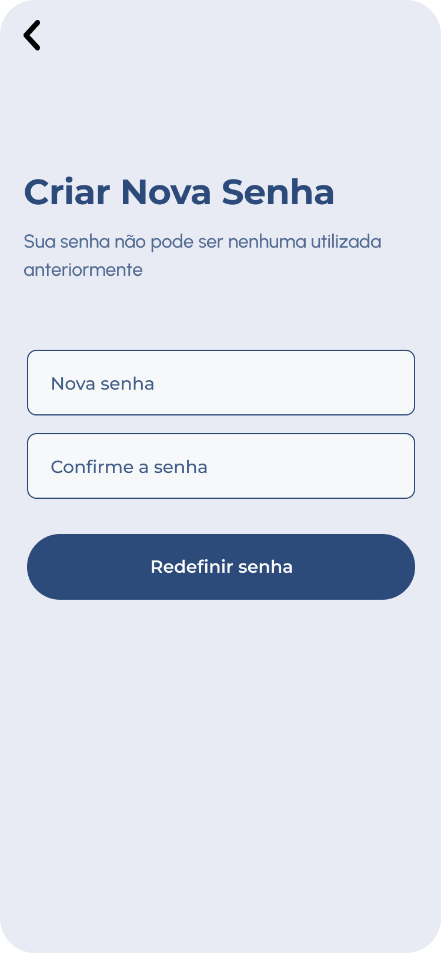 Criar Nova Senha
Sua senha não pode ser nenhuma utilizada
anteriormente
Nova senha
Confirme a senha
Redefinir senha